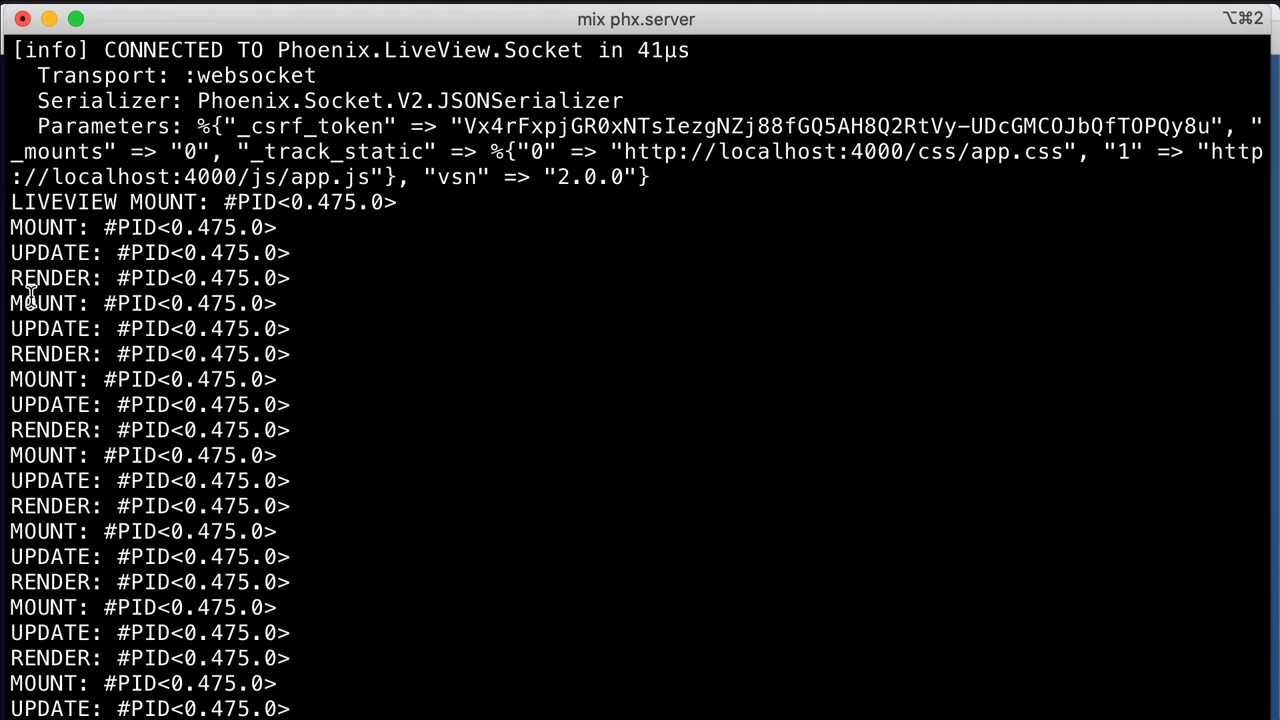 mix phx.server
⌥⌘2
[info] CONNECTED TO Phoenix.LiveView.Socket in 41µs
  Transport: :websocket
  Serializer: Phoenix.Socket.V2.JSONSerializer
  Parameters: %{"_csrf_token" => "Vx4rFxpjGR0xNTsIezgNZj88fGQ5AH8Q2RtVy-UDcGMCOJbQfTOPQy8u", "
_mounts" => "0", "_track_static" => %{"0" => "http://localhost:4000/css/app.css", "1" => "http
://localhost:4000/js/app.js"}, "vsn" => "2.0.0"}
LIVEVIEW MOUNT: #PID<0.475.0>
MOUNT: #PID<0.475.0>
UPDATE: #PID<0.475.0>
RENDER: #PID<0.475.0>
MOUNT: #PID<0.475.0>
UPDATE: #PID<0.475.0>
RENDER: #PID<0.475.0>
MOUNT: #PID<0.475.0>
UPDATE: #PID<0.475.0>
RENDER: #PID<0.475.0>
MOUNT: #PID<0.475.0>
UPDATE: #PID<0.475.0>
RENDER: #PID<0.475.0>
MOUNT: #PID<0.475.0>
UPDATE: #PID<0.475.0>
RENDER: #PID<0.475.0>
MOUNT: #PID<0.475.0>
UPDATE: #PID<0.475.0>
RENDER: #PID<0.475.0>
MOUNT: #PID<0.475.0>
UPDATE: #PID<0.475.0>